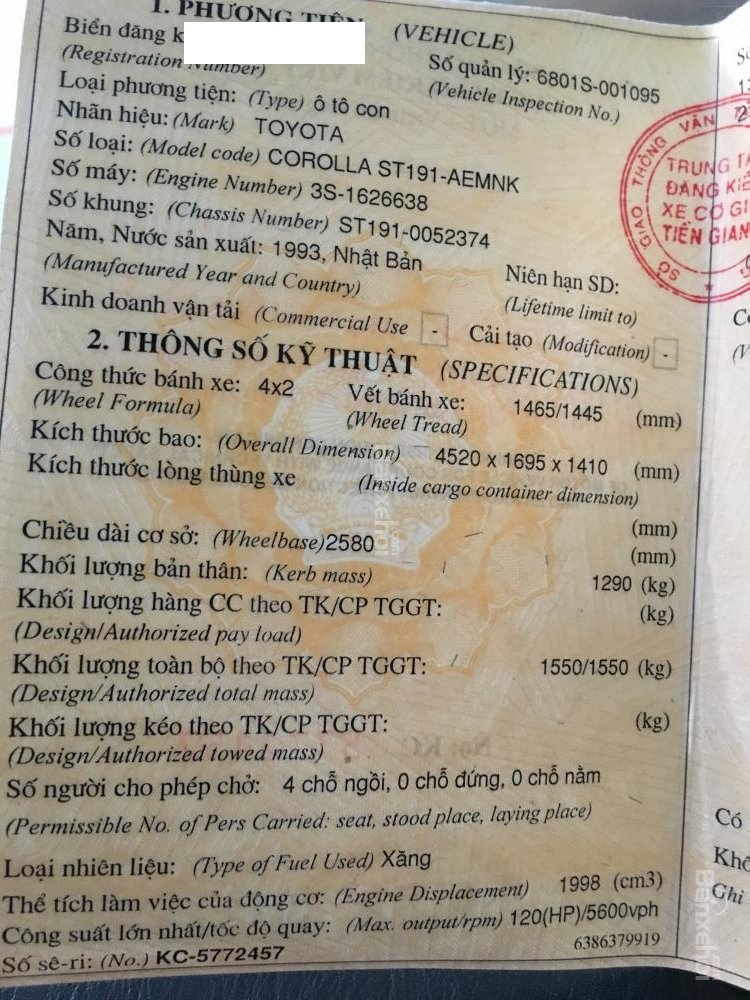 1. PHƯƠNG TIỆN (VEHICLE)
Biển đăng k
(Registration Number)
Số quản lý: 6801S-001095
(Vehicle Inspection No.)
Loại phương tiện: (Type) ô tô con
Nhãn hiệu: (Mark) TOYOTA
Số loại: (Model code) COROLLA ST191-AEMNK
Số máy: (Engine Number) 3S-1626638
Số khung: (Chassis Number) ST191-0052374
Năm, Nước sản xuất: 1993, Nhật Bản
(Manufactured Year and Country)
Niên hạn SD:
(Lifetime limit to)
Kinh doanh vận tải (Commercial Use - Cải tạo (Modification) -
2. THÔNG SỐ KỸ THUẬT (SPECIFICATIONS)
Công thức bánh xe: 4x2
(Wheel Formula)
Vết bánh xe: 1465/1445 (mm)
(Wheel Tread)
Kích thước bao: (Overall Dimension) 4520 x 1695 x 1410 (mm)
Kích thước lòng thùng xe (Inside cargo container dimension)
(mm)
Chiều dài cơ sở: (Wheelbase)2580 (mm)
Khối lượng bản thân: (Kerb mass) 1290 (kg)
Khối lượng hàng CC theo TK/CP TGGT: (kg)
(Design/Authorized pay load)
Khối lượng toàn bộ theo TK/CP TGGT: 1550/1550 (kg)
(Design/Authorized total mass)
Khối lượng kéo theo TK/CP TGGT: (kg)
(Design/Authorized towed mass)
Số người cho phép chở: 4 chỗ ngồi, 0 chỗ đứng, 0 chỗ nằm
(Permissible No. of Pers Carried: seat, stood place, laying place)
Loại nhiên liệu: (Type of Fuel Used) Xăng
Thể tích làm việc của động cơ: (Engine Displacement) 1998 (cm3)
Công suất lớn nhất/tốc độ quay: (Max. output/rpm) 120(HP)/5600vph
6386379919
Số sê-ri: (No.) KC-5772457
SỞ GIAO THÔNG VẬN
TRUNG TÂ
ĐĂNG KIỂ
XE CƠ GI
TIỀN GIAN
Có
Khô
Ghi
Banxehoi